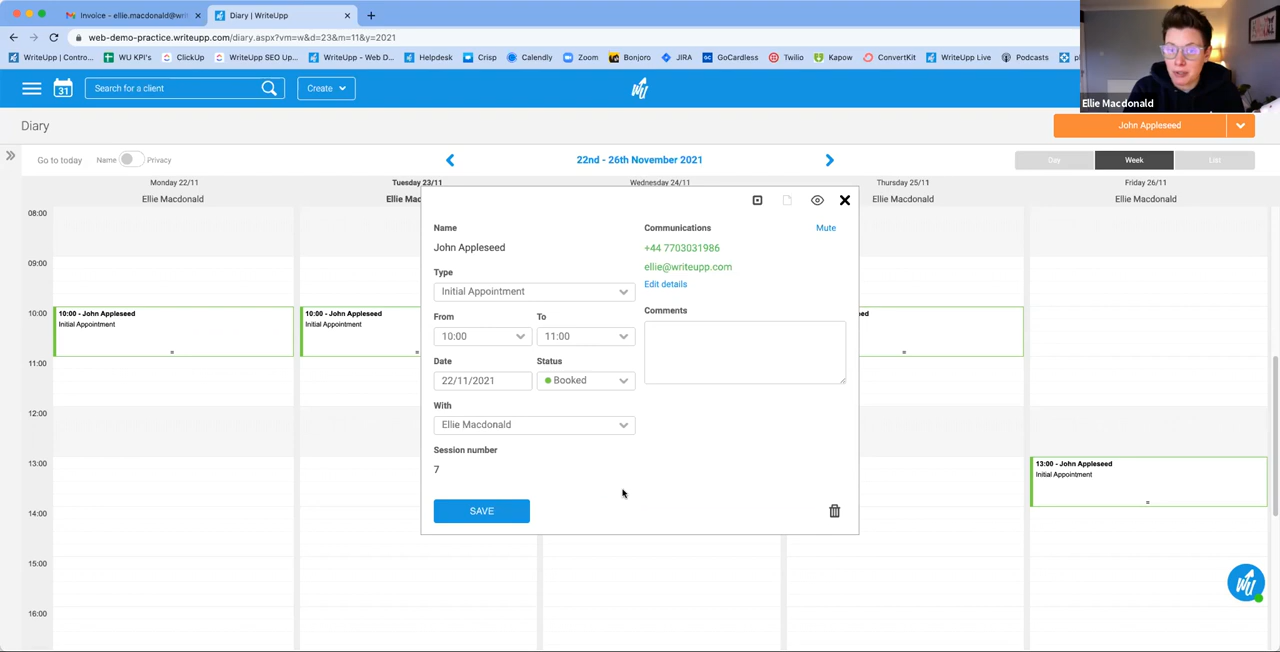 Invoice - ellie.macdonald@writ
Diary | WriteUpp
web-demo-practice.writeupp.com/diary.aspx?vm=w&d=23&m=11&y=2021
WriteUpp | Contro...
WU KPI's
ClickUp
WriteUpp SEO Up...
WriteUpp - Web D...
Helpdesk
Crisp
Calendly
Zoom
Bonjoro
JIRA
GoCardless
Twilio
Kapow
ConvertKit
WriteUpp Live
Podcasts
Ellie Macdonald
31
Search for a client
Create
Diary
John Appleseed
Go to today
Name
Privacy
22nd - 26th November 2021
Day
Week
List
Monday 22/11
Tuesday 23/11
Wednesday 24/11
Thursday 25/11
Friday 26/11
Ellie Macdonald
Ellie Mac
Ellie Macdonald
Ellie Macdonald
08:00
09:00
10:00
11:00
12:00
13:00
14:00
15:00
16:00
10:00 - John Appleseed
Initial Appointment
10:00 - John Appleseed
Initial Appointment
ed
13:00 - John Appleseed
Initial Appointment
Name
John Appleseed
Type
Initial Appointment
From
To
10:00
11:00
Date
Status
22/11/2021
Booked
With
Ellie Macdonald
Session number
7
SAVE
Communications
Mute
+44 7703031986
ellie@writeupp.com
Edit details
Comments